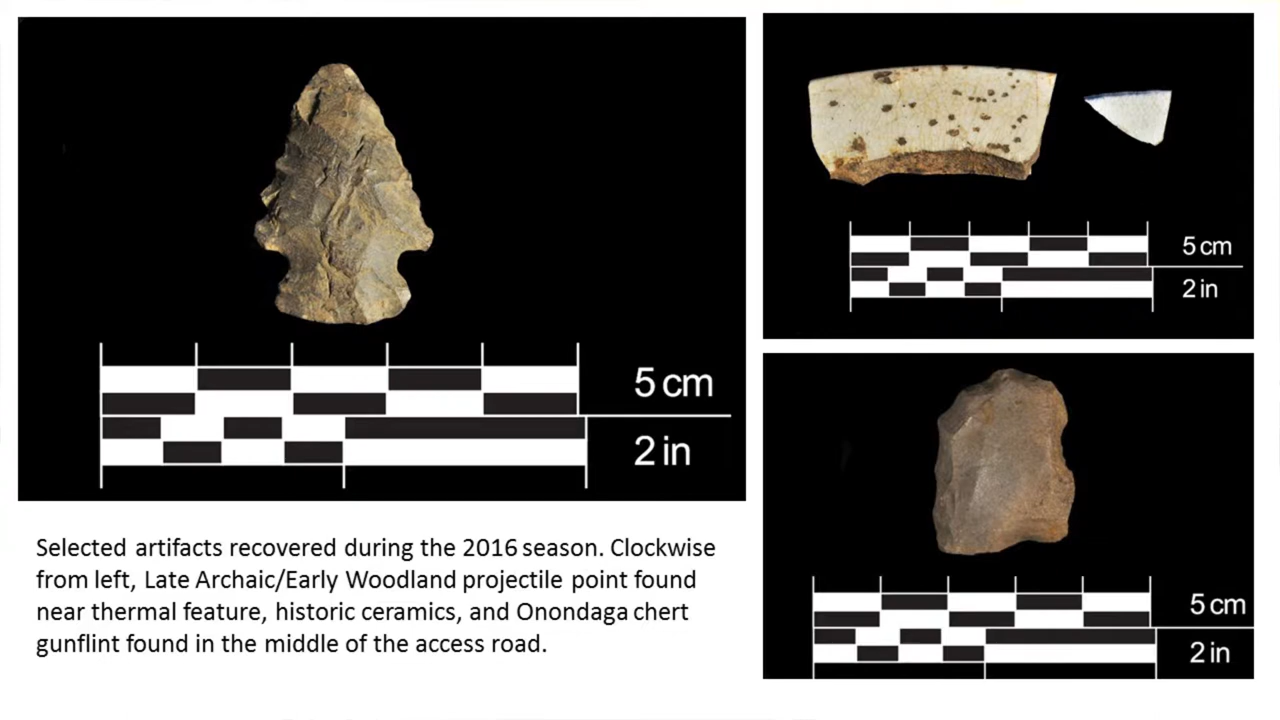 5 cm
2 in
5 cm
2 in
5 cm
2 in
Selected artifacts recovered during the 2016 season. Clockwise
from left, Late Archaic/Early Woodland projectile point found
near thermal feature, historic ceramics, and Onondaga chert
gunflint found in the middle of the access road.